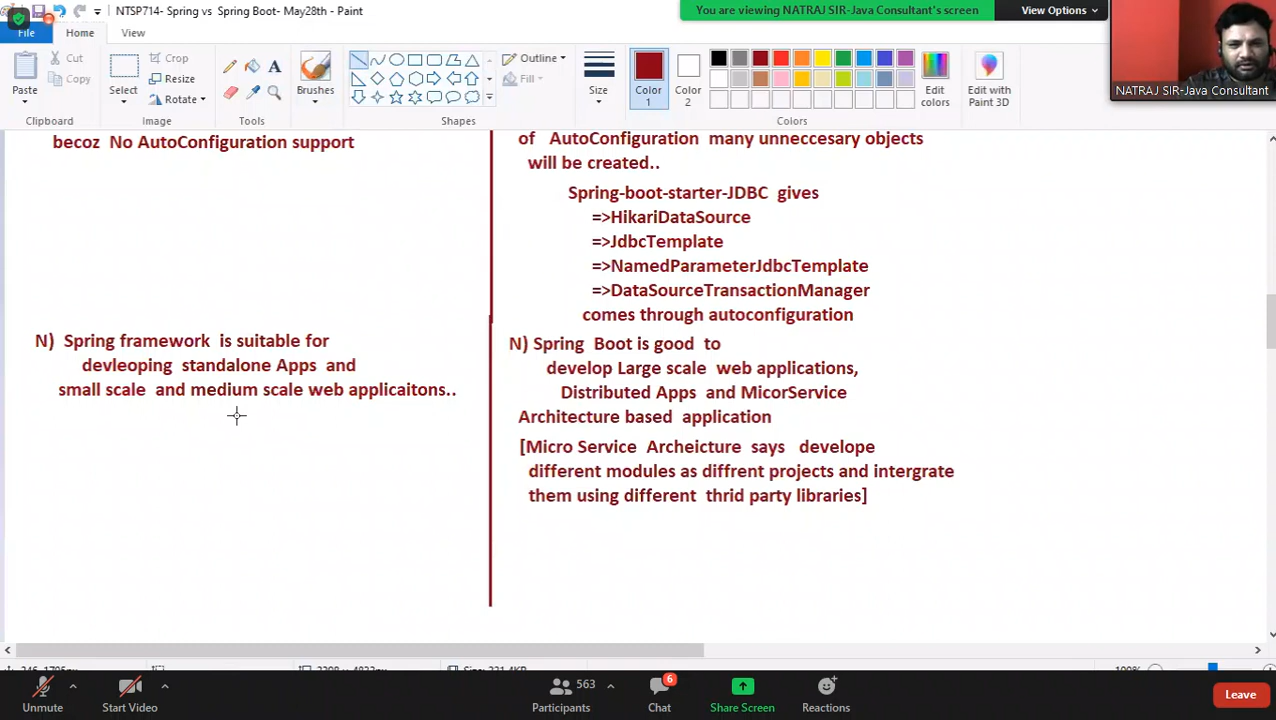 NTSP714- Spring vs Spring Boot- May28th - Paint
You are viewing NATRAJ SIR-Java Consultant's screen
View Options
File
Home
View
Paste
Cut
Copy
Clipboard
Select
Crop
Resize
Rotate
Image
Tools
Brushes
Outline
Fill
Shapes
Size
Color
1
Color
2
Edit
colors
Edit with
Paint 3D
Colors
NATRAJ SIR-Java Consultant
becoz No AutoConfiguration support
N) Spring framework is suitable for
devleoping standalone Apps and
small scale and medium scale web applicaitons..
of AutoConfiguration many unneccesary objects
will be created..
Spring-boot-starter-JDBC gives
=>HikariDataSource
=>JdbcTemplate
=>NamedParameterJdbcTemplate
=>DataSourceTransactionManager
comes through autoconfiguration
N) Spring Boot is good to
develop Large scale web applications,
Distributed Apps and MicorService
Architecture based application
[Micro Service Archeicture says develope
different modules as diffrent projects and intergrate
them using different thrid party libraries]
Unmute
Start Video
563
Participants
6
Chat
Share Screen
Reactions
Leave